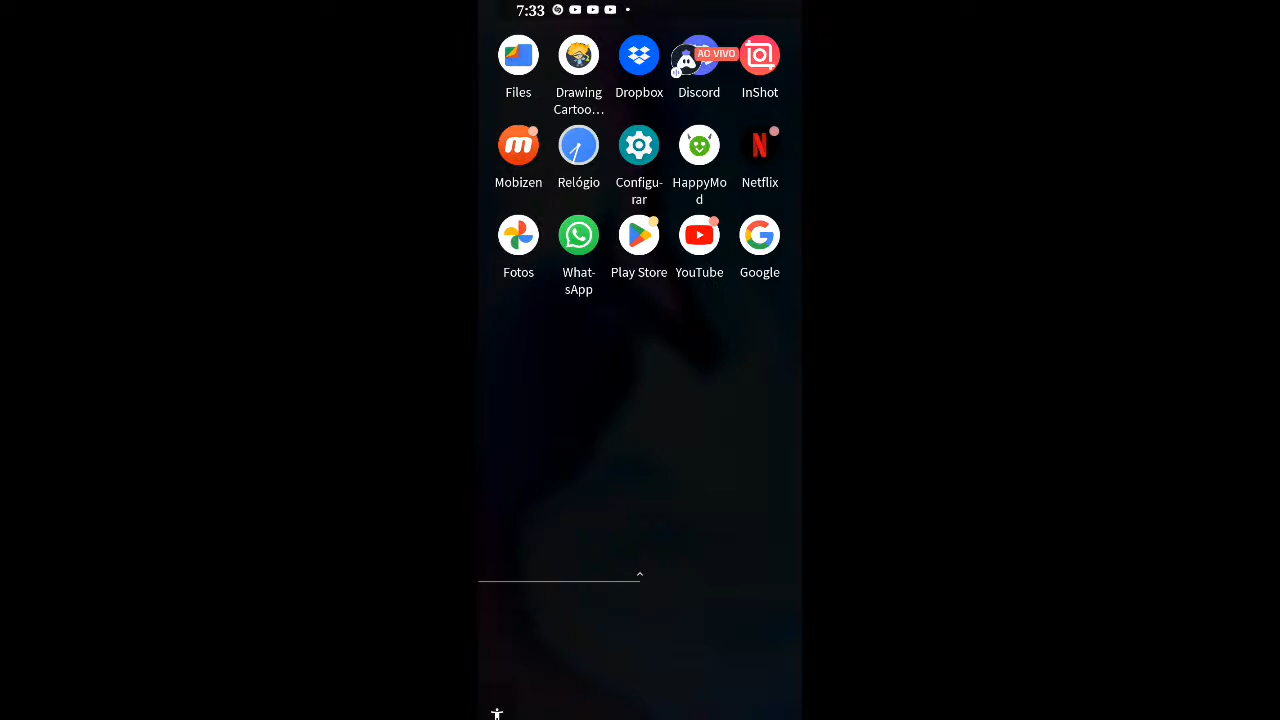 7:33
AO VIVO
Files
Drawing
Cartoo...
Dropbox
Discord
InShot
Mobizen
Relógio
Configu-
rar
HappyMo
d
Netflix
Fotos
What-
sApp
Play Store
YouTube
Google